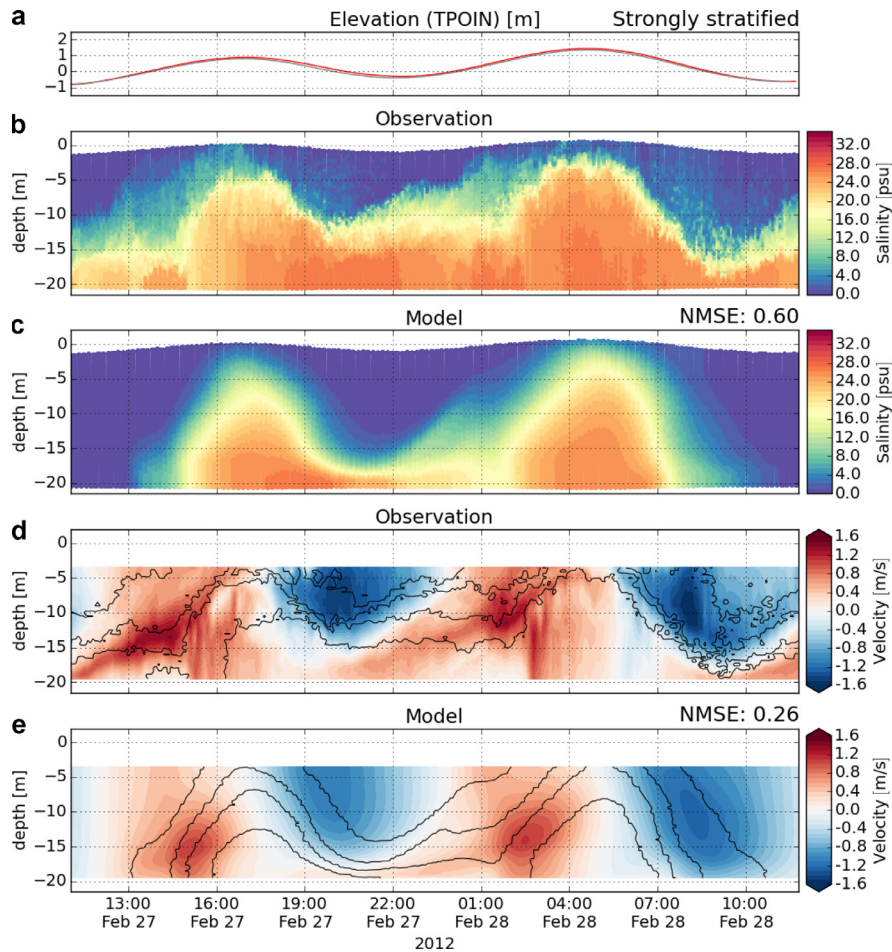 a
Elevation (TPOIN) [m]
Strongly stratified
2
1
0
−1
b
Observation
0
−5
−10
−15
−20
depth [m]
32.0
28.0
24.0
20.0
16.0
12.0
8.0
4.0
0.0
Salinity [psu]
c
Model
NMSE: 0.60
0
−5
−10
−15
−20
depth [m]
32.0
28.0
24.0
20.0
16.0
12.0
8.0
4.0
0.0
Salinity [psu]
d
Observation
0
−5
−10
−15
−20
depth [m]
1.6
1.2
0.8
0.4
0.0
−0.4
−0.8
−1.2
−1.6
Velocity [m/s]
e
Model
NMSE: 0.26
0
−5
−10
−15
−20
depth [m]
1.6
1.2
0.8
0.4
0.0
−0.4
−0.8
−1.2
−1.6
Velocity [m/s]
13:00 16:00 19:00 22:00 01:00 04:00 07:00 10:00
Feb 27 Feb 27 Feb 27 Feb 27 Feb 28 Feb 28 Feb 28 Feb 28
2012